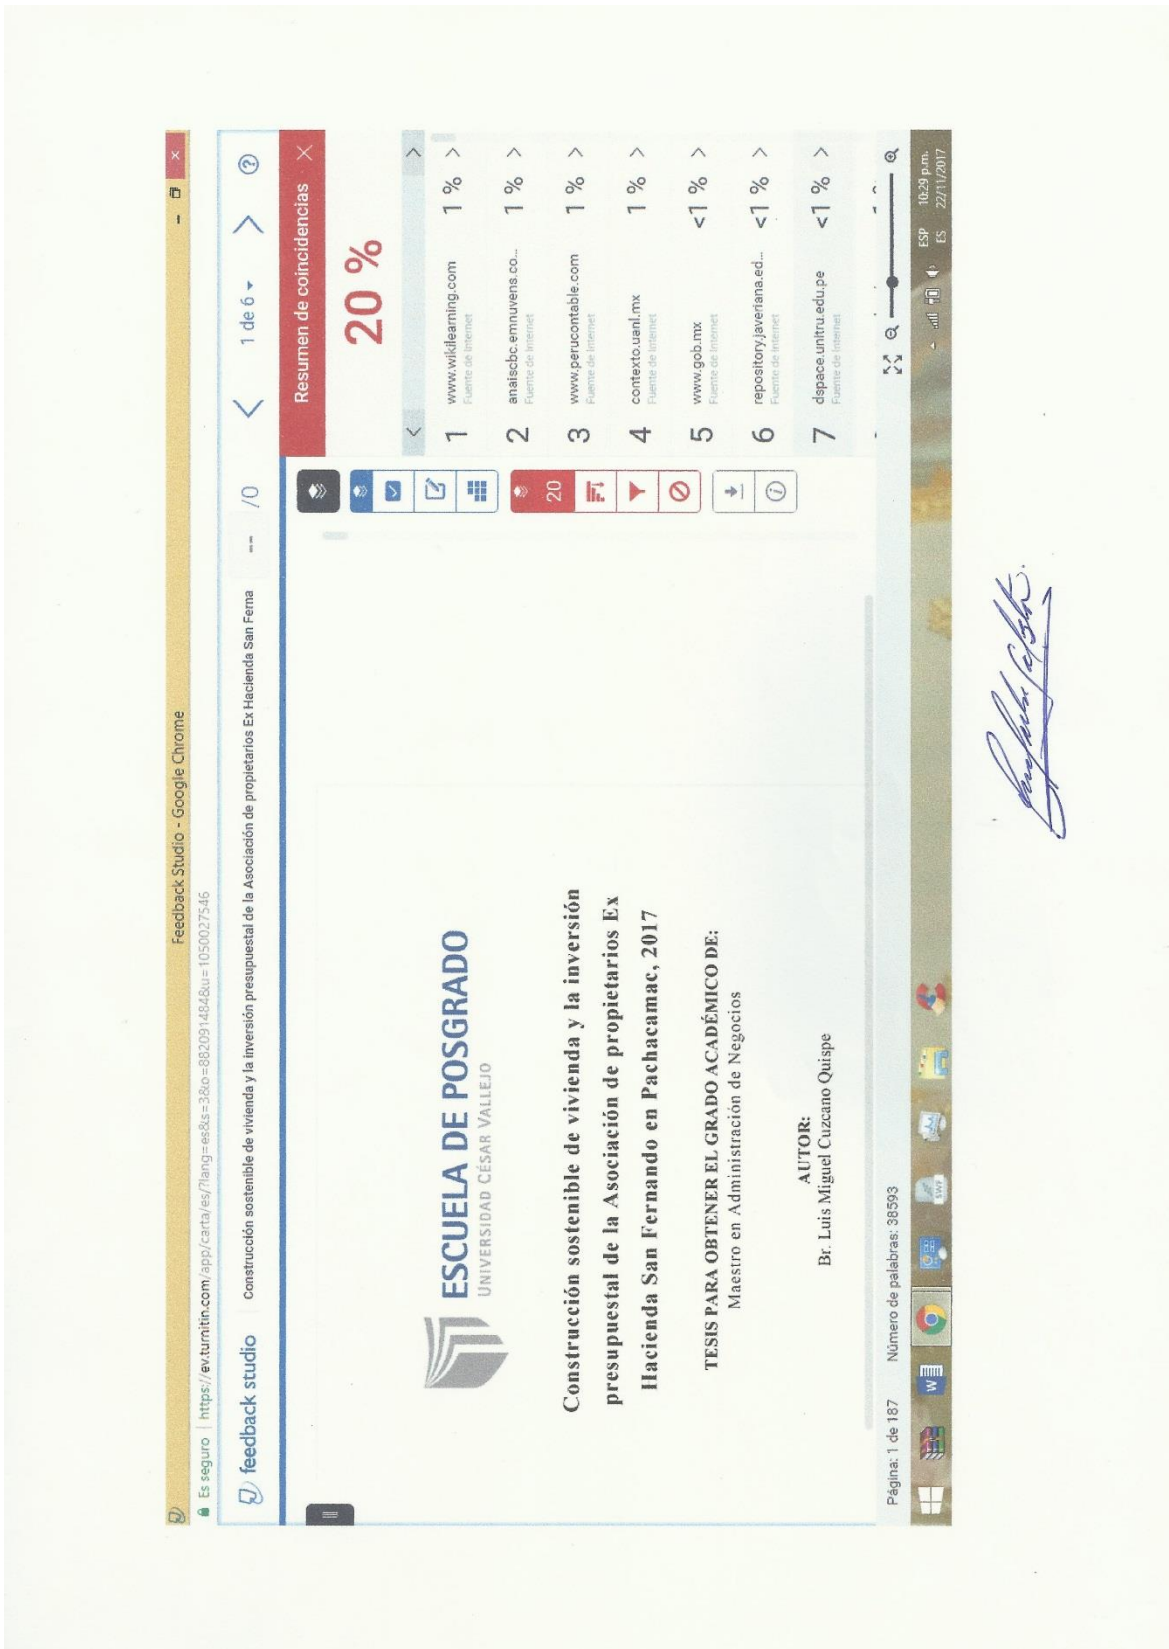 Feedback Studio - Google Chrome
Es seguro | https://ev.turnitin.com/app/carta/es/?lang=es&s=3&o=882091484&u=1050027546
feedback studio
Construcción sostenible de vivienda y la inversión presupuestal de la Asociación de propietarios Ex Hacienda San Ferna
-- /0
1 de 6
ESCUELA DE POSGRADO
UNIVERSIDAD CÉSAR VALLEJO
Construcción sostenible de vivienda y la inversión
presupuestal de la Asociación de propietarios Ex
Hacienda San Fernando en Pachacamac, 2017
TESIS PARA OBTENER EL GRADO ACADÉMICO DE:
Maestro en Administración de Negocios
AUTOR:
Br. Luis Miguel Cuzcano Quispe
20
Resumen de coincidencias
20 %
1 www.wikilearning.com 1 %
Fuente de Internet
2 anaiscbc.emnuvens.co... 1 %
Fuente de Internet
3 www.perucontable.com 1 %
Fuente de Internet
4 contexto.uanl.mx 1 %
Fuente de Internet
5 www.gob.mx <1 %
Fuente de Internet
6 repository.javeriana.ed... <1 %
Fuente de Internet
7 dspace.unitru.edu.pe <1 %
Fuente de Internet
Página: 1 de 187 Número de palabras: 38593
SWF
ESP 10:29 p.m.
ES 22/11/2017